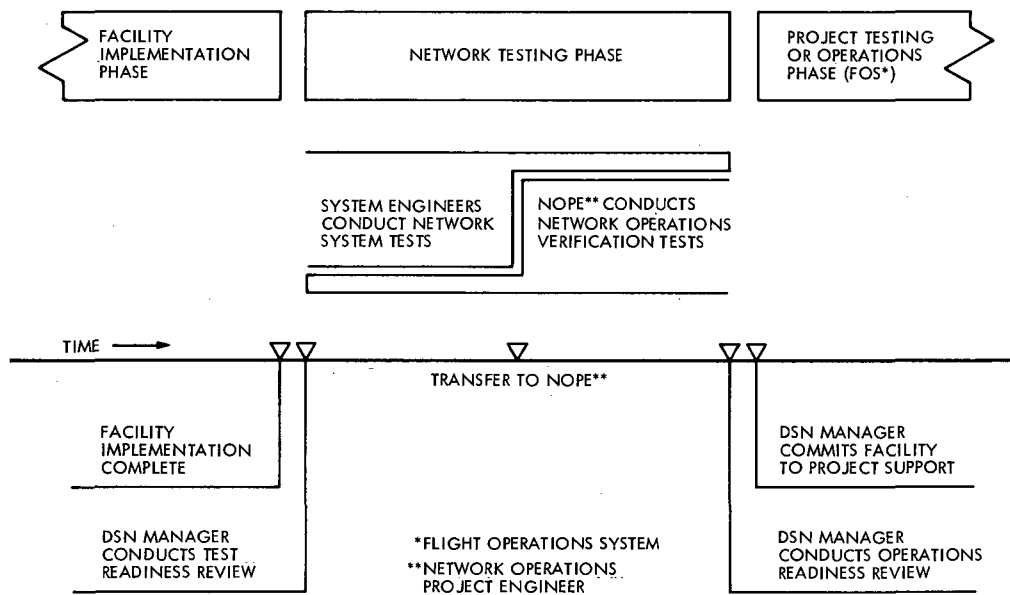 FACILITY
IMPLEMENTATION
PHASE
NETWORK TESTING PHASE
PROJECT TESTING
OR OPERATIONS
PHASE (FOS*)
SYSTEM ENGINEERS
CONDUCT NETWORK
SYSTEM TESTS
NOPE** CONDUCTS
NETWORK OPERATIONS
VERIFICATION TESTS
TIME
TRANSFER TO NOPE**
FACILITY
IMPLEMENTATION
COMPLETE
DSN MANAGER
COMMITS FACILITY
TO PROJECT SUPPORT
DSN MANAGER
CONDUCTS TEST
READINESS REVIEW
*FLIGHT OPERATIONS SYSTEM
**NETWORK OPERATIONS
PROJECT ENGINEER
DSN MANAGER
CONDUCTS OPERATIONS
READINESS REVIEW